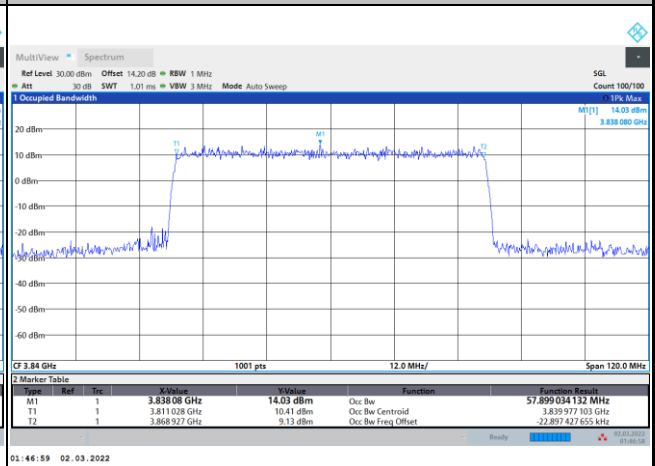 MultiView Spectrum
Ref Level 30.00 dBm Offset 14.20 dB RBW 1 MHz SGL
Att 30 dB SWT 1.01 ms VBW 3 MHz Mode Auto Sweep Count 100/100
1 Occupied Bandwidth 1Pk Max
M1[1] 14.03 dBm
3.838 080 GHz
20 dBm
M1
T1 T2
10 dBm
0 dBm
-10 dBm
-20 dBm
-30 dBm
-40 dBm
-50 dBm
-60 dBm
CF 3.84 GHz 1001 pts 12.0 MHz/ Span 120.0 MHz
2 Marker Table
Type Ref Trc X-Value Y-Value Function Function Result
M1 1 3.838 08 GHz 14.03 dBm Occ Bw 57.899 034 132 MHz
T1 1 3.811 028 GHz 10.41 dBm Occ Bw Centroid 3.839 977 103 GHz
T2 1 3.868 927 GHz 9.13 dBm Occ Bw Freq Offset -22.897 427 655 kHz
Ready 02.03.2022
01:46:58
01:46:59 02.03.2022